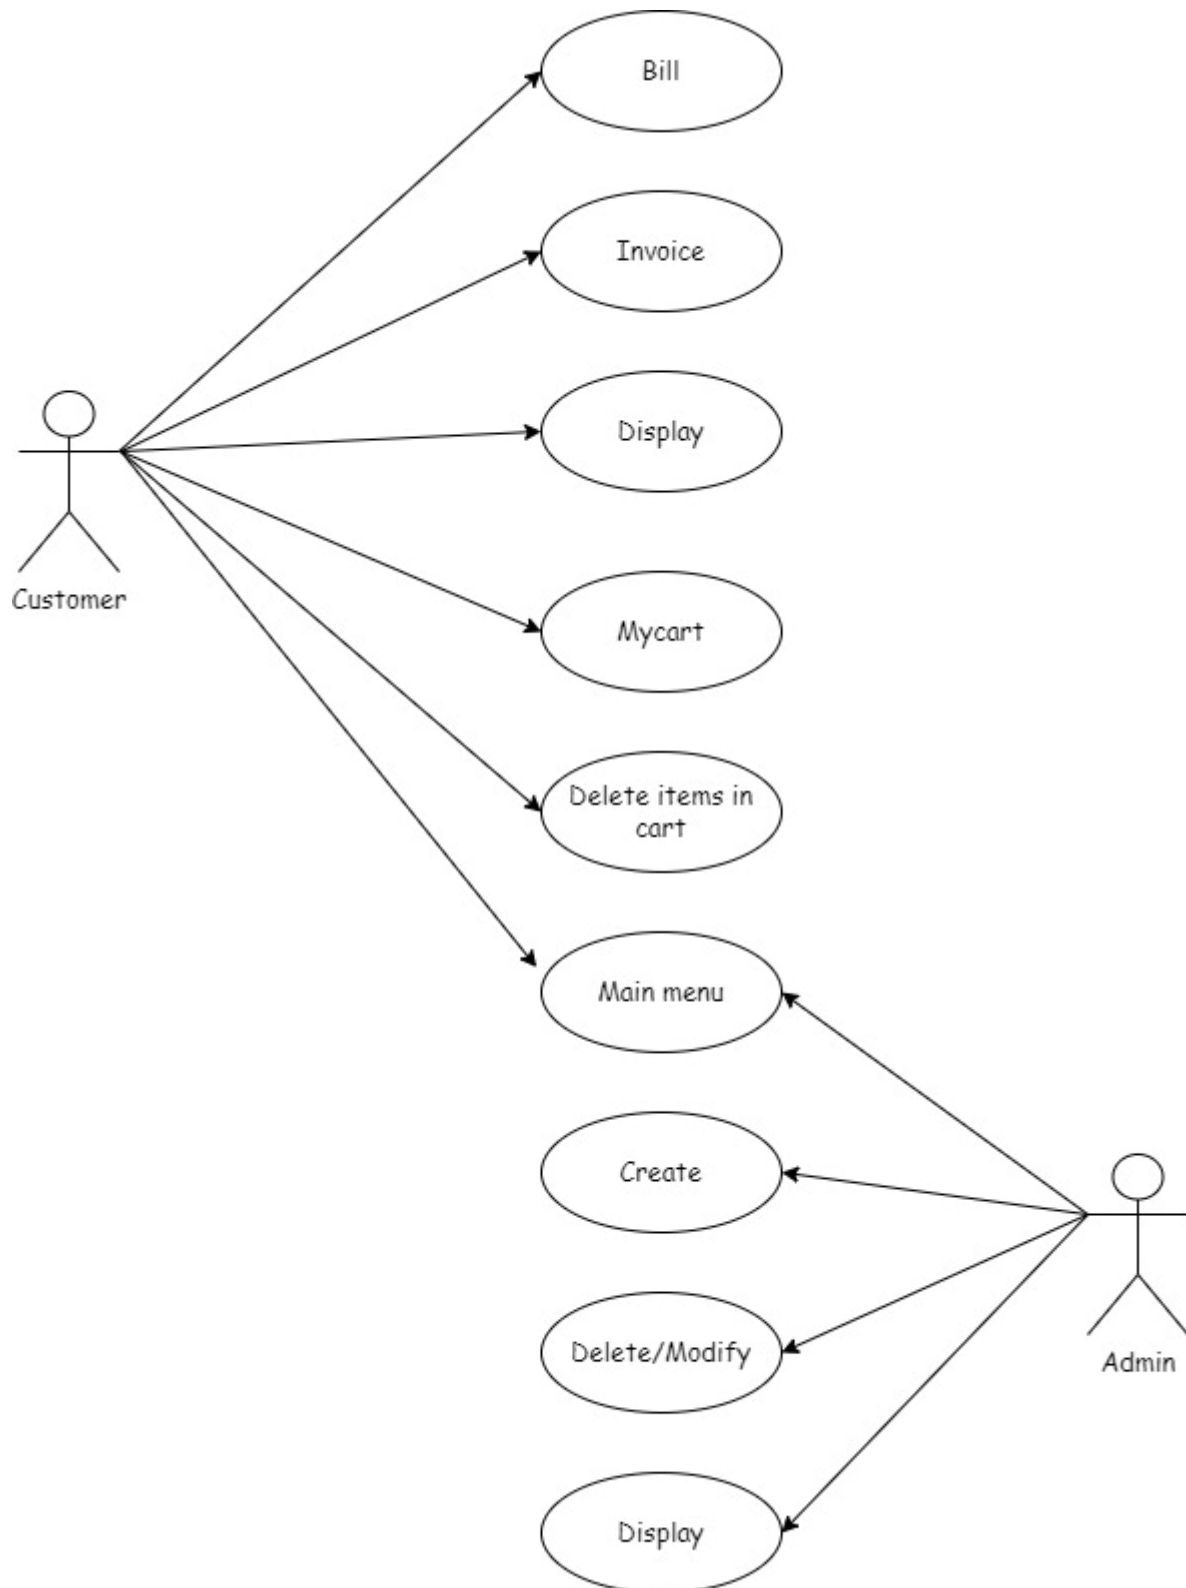 Bill
Invoice
Display
Customer
Mycart
Delete items in
cart
Main menu
Create
Delete/Modify
Admin
Display